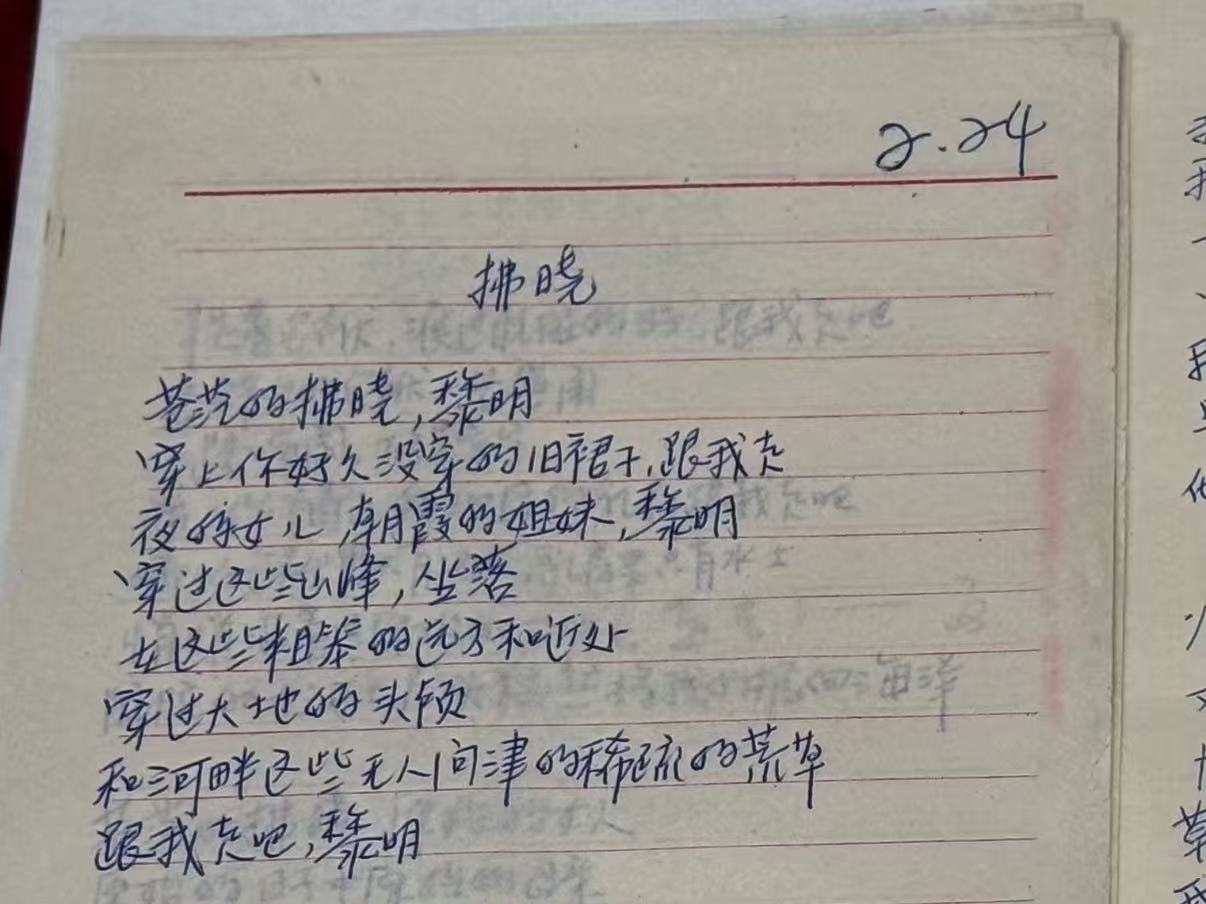 2.24
拂晓
苍茫的拂晓,黎明
穿上你好久没穿的旧裙子,跟我走
夜的女儿,朝霞的姐妹,黎明
穿过这些山峰,坐落
在这些粗笨的远方和近处
穿过大地的头颅
和河畔这些无人问津的稀疏的荒草
跟我走吧,黎明